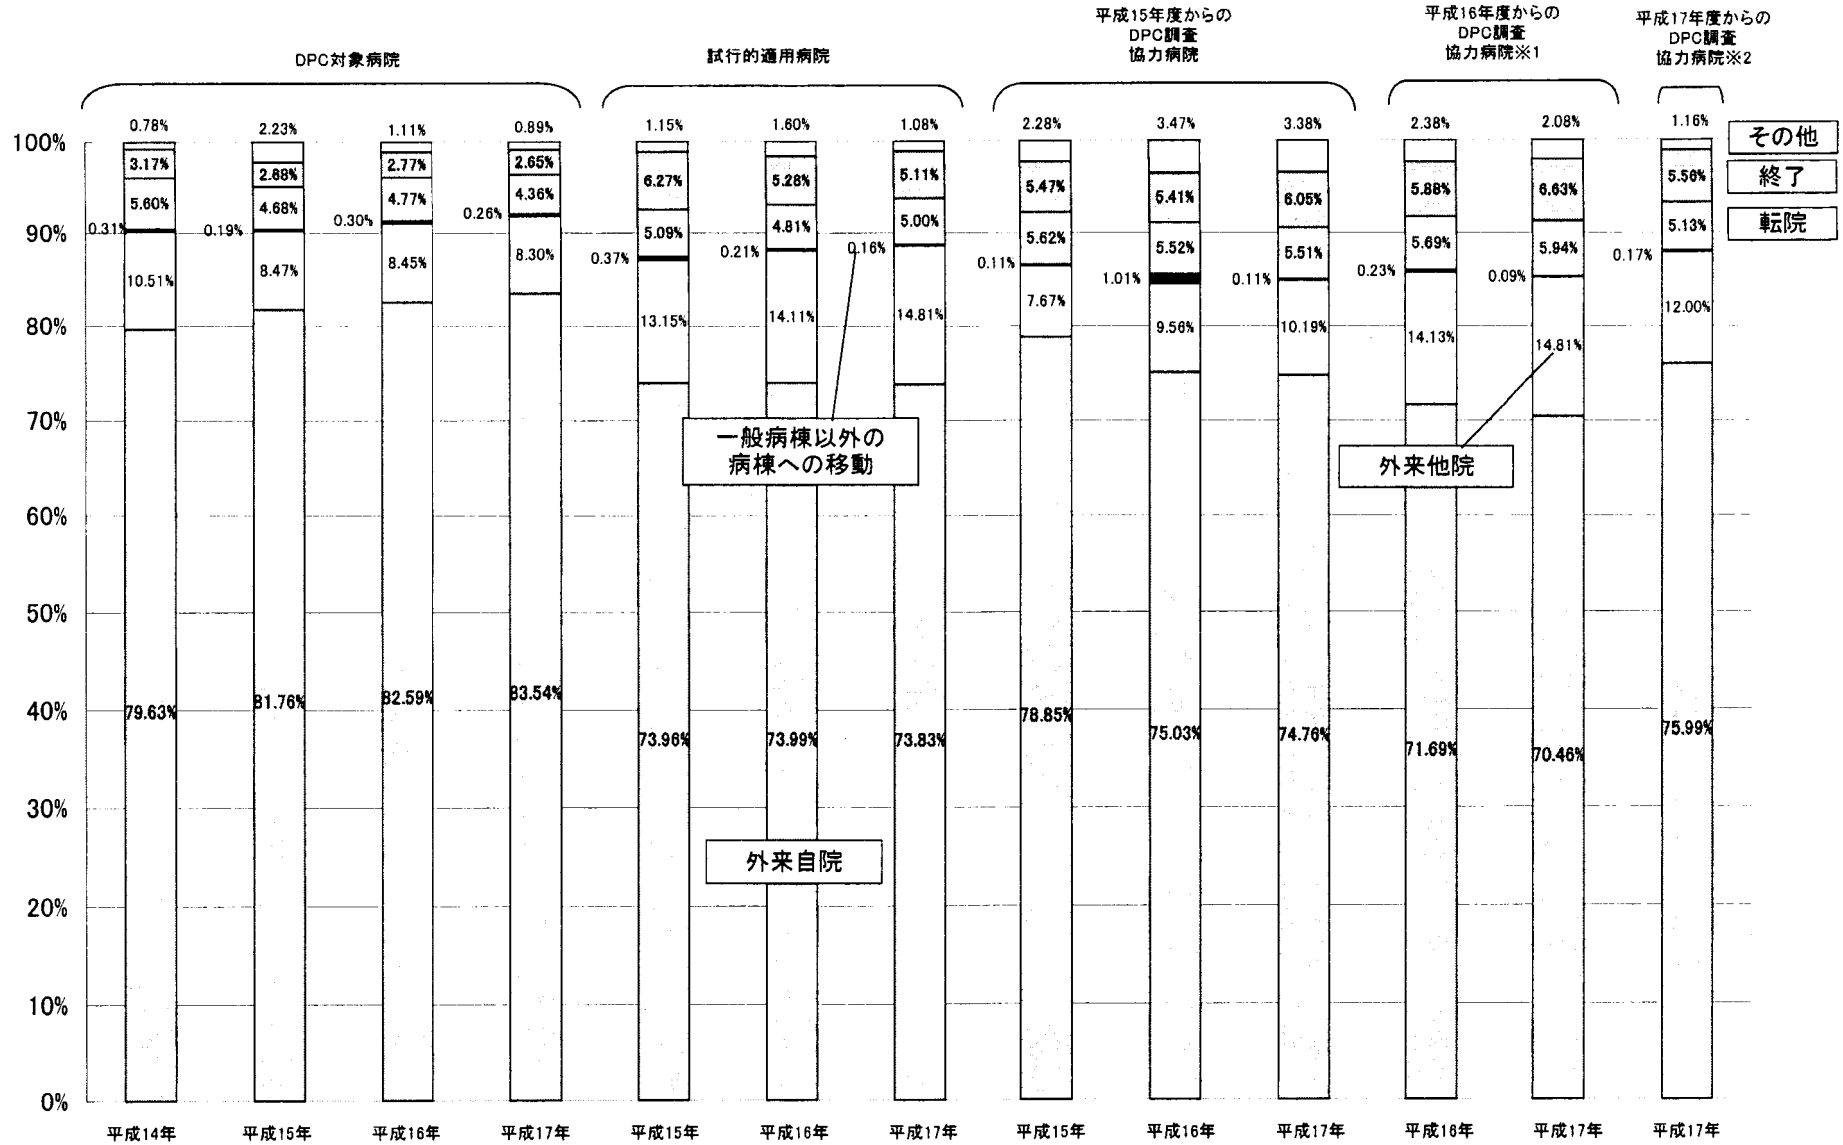 DPC対象病院
試行的適用病院
平成15年度からの
DPC調査
協力病院
平成16年度からの
DPC調査
協力病院※1
平成17年度からの
DPC調査
協力病院※2
0.78% 2.23% 1.11% 0.89% 1.15% 1.60% 1.08% 2.28% 3.47% 3.38% 2.38% 2.08% 1.16%
その他
100%
3.17% 2.68% 2.77% 2.65% 6.27% 5.28% 5.11% 5.47% 5.41% 6.05% 5.88% 6.63% 5.56%
終了
5.60% 4.68% 4.77% 4.36% 5.09% 4.81% 5.00% 5.62% 5.52% 5.51% 5.69% 5.94% 5.13%
転院
90%
0.31% 0.19% 0.30% 0.26% 0.37% 0.21% 0.16% 0.11% 1.01% 0.11% 0.23% 0.09% 0.17%
10.51% 8.47% 8.45% 8.30% 13.15% 14.11% 14.81% 7.67% 9.56% 10.19% 14.13% 14.81% 12.00%
80%
70%
一般病棟以外の
病棟への移動
外来他院
60%
50%
40%
79.63% 81.76% 82.59% 83.54% 73.96% 73.99% 73.83% 78.85% 75.03% 74.76% 71.69% 70.46% 75.99%
30%
外来自院
20%
10%
0%
平成14年 平成15年 平成16年 平成17年 平成15年 平成16年 平成17年 平成15年 平成16年 平成17年 平成16年 平成17年 平成17年